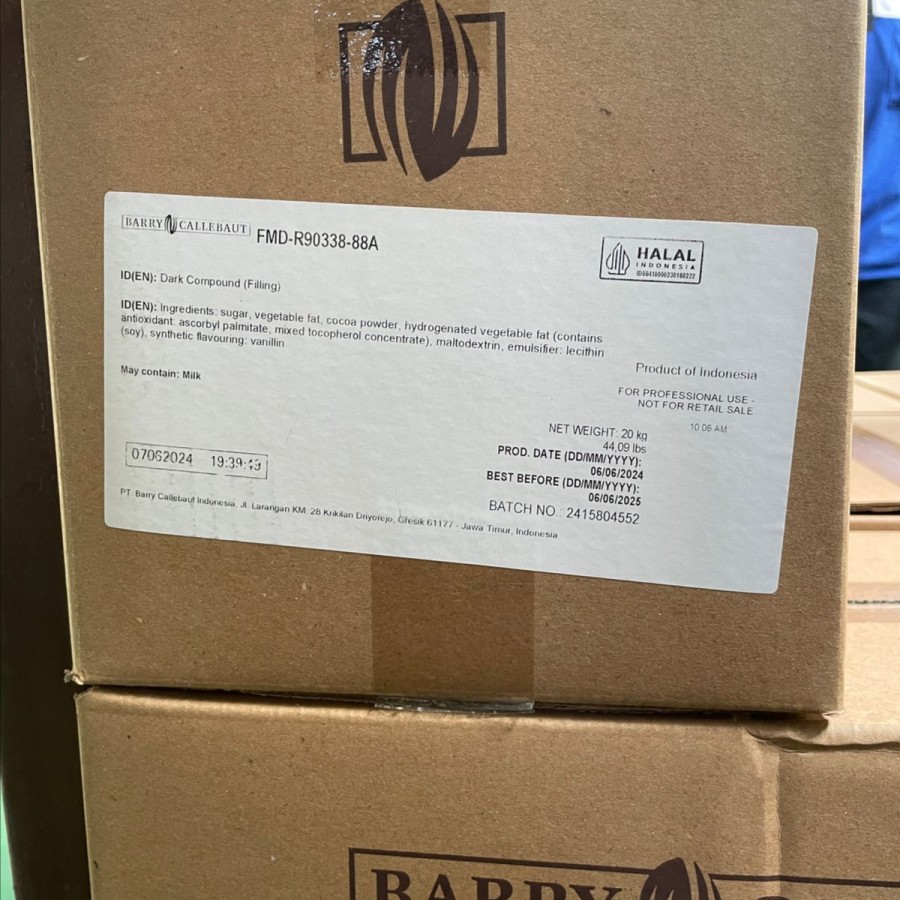 BARRY CALLEBAUT
FMD-R90338-88A
HALAL
INDONESIA
ID(EN): Dark Compound (Filling)
ID(EN): Ingredients: sugar, vegetable fat, cocoa powder, hydrogenated vegetable fat (contains
antioxidant: ascorbyl palmitate, mixed tocopherol concentrate), maltodextrin, emulsifier: lecithin
(soy), synthetic flavouring: vanillin
May contain: Milk
Product of Indonesia
FOR PROFESSIONAL USE -
NOT FOR RETAIL SALE
10:06 AM
NET WEIGHT: 20 kg
44,09 lbs
PROD. DATE (DD/MM/YYYY):
06/06/2024
BEST BEFORE (DD/MM/YYYY):
06/06/2025
BATCH NO.: 2415804552
07062024 19:39:49
PT. Barry Callebaut Indonesia, Jl. Larangan KM. 28 Krikilan Driyorejo, Gresik 61177 - Jawa Timur, Indonesia
BARRY